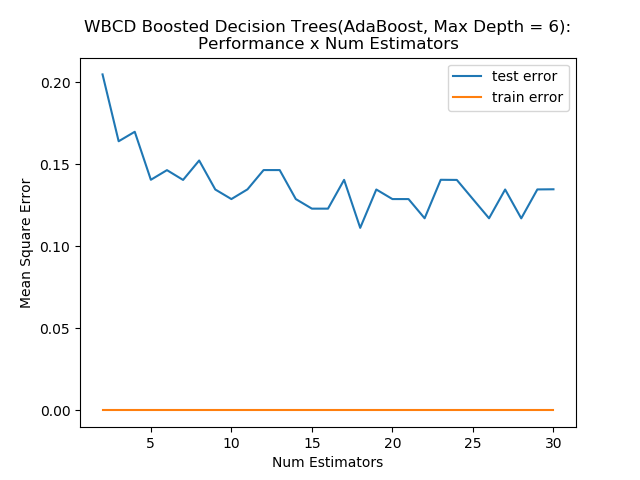 WBCD Boosted Decision Trees(AdaBoost, Max Depth = 6):
Performance x Num Estimators
test error
train error
Mean Square Error
0.20
0.15
0.10
0.05
0.00
5
10
15
20
25
30
Num Estimators